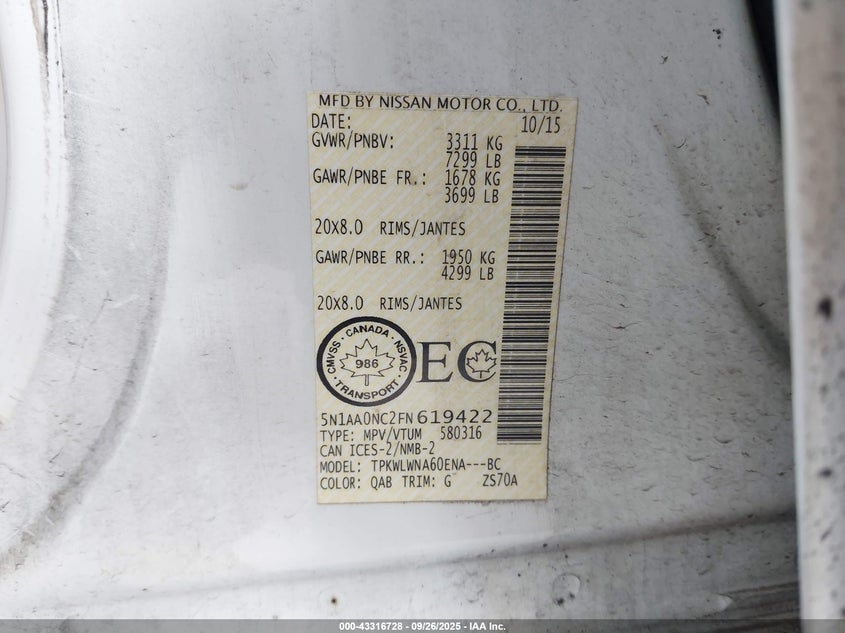 MFD BY NISSAN MOTOR CO., LTD.
DATE: 10/15
GVWR/PNBV: 3311 KG
7299 LB
GAWR/PNBE FR.: 1678 KG
3699 LB
20X8.0 RIMS/JANTES
GAWR/PNBE RR.: 1950 KG
4299 LB
20X8.0 RIMS/JANTES
CMVSS · CANADA · NSVAC
986
TRANSPORT
EC
5N1AA0NC2FN619422
TYPE: MPV/VTUM 580316
CAN ICES-2/NMB-2
MODEL: TPKWLWNA60ENA---BC
COLOR: QAB TRIM: G ZS70A
000-43316728 - 09/26/2025 - IAA Inc.